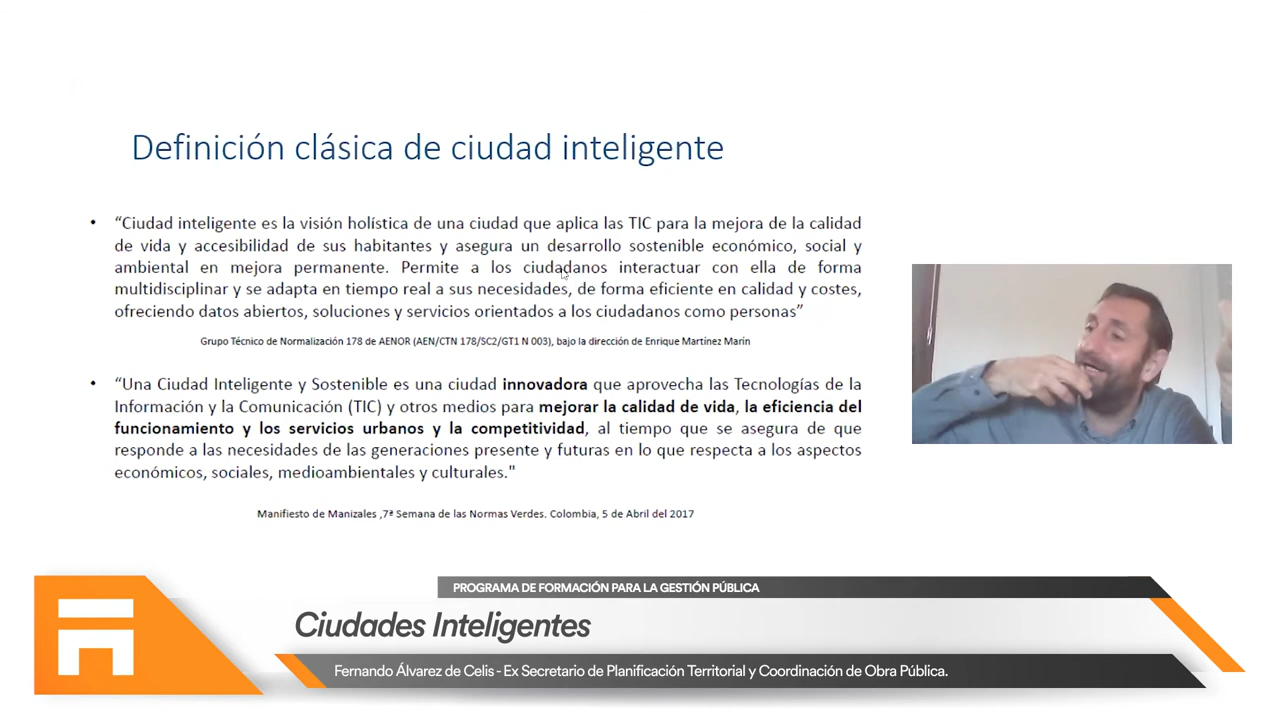 Definición clásica de ciudad inteligente
• “Ciudad inteligente es la visión holística de una ciudad que aplica las TIC para la mejora de la calidad
de vida y accesibilidad de sus habitantes y asegura un desarrollo sostenible económico, social y
ambiental en mejora permanente. Permite a los ciudadanos interactuar con ella de forma
multidisciplinar y se adapta en tiempo real a sus necesidades, de forma eficiente en calidad y costes,
ofreciendo datos abiertos, soluciones y servicios orientados a los ciudadanos como personas”
Grupo Técnico de Normalización 178 de AENOR (AEN/CTN 178/SC2/GT1 N 003), bajo la dirección de Enrique Martínez Marín
• “Una Ciudad Inteligente y Sostenible es una ciudad innovadora que aprovecha las Tecnologías de la
Información y la Comunicación (TIC) y otros medios para mejorar la calidad de vida, la eficiencia del
funcionamiento y los servicios urbanos y la competitividad, al tiempo que se asegura de que
responde a las necesidades de las generaciones presente y futuras en lo que respecta a los aspectos
económicos, sociales, medioambientales y culturales."
Manifiesto de Manizales ,7ª Semana de las Normas Verdes. Colombia, 5 de Abril del 2017
PROGRAMA DE FORMACIÓN PARA LA GESTIÓN PÚBLICA
Ciudades Inteligentes
Fernando Álvarez de Celis - Ex Secretario de Planificación Territorial y Coordinación de Obra Pública.